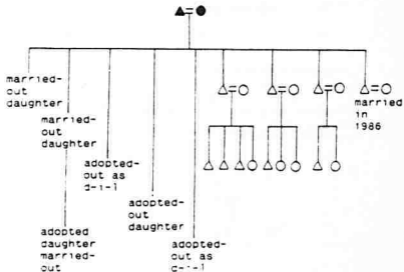 married-
out
daughter
married-
out
daughter
adopted-
out as
d-i-l
adopted-
out
daughter
married
in
1986
adopted
daughter
married-
out
adopted-
out as
d-i-l